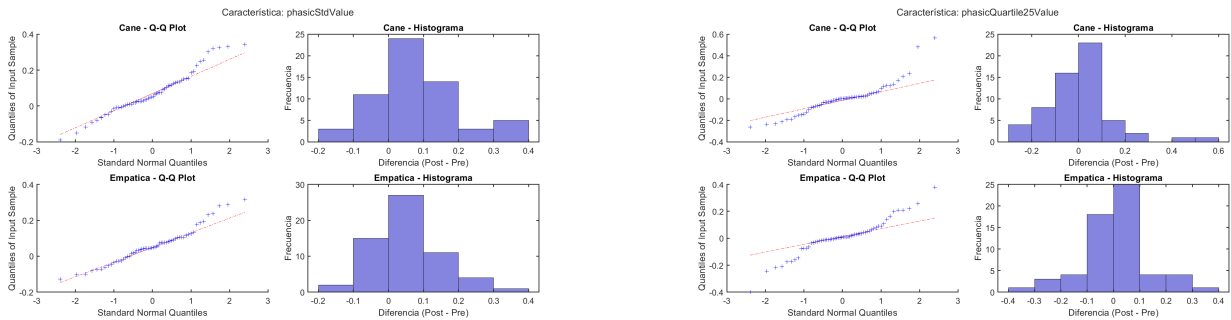 Característica: phasicStdValue
Cane - Q-Q Plot
Quantiles of Input Sample
0.4
0.2
0
-0.2
-3 -2 -1 0 1 2 3
Standard Normal Quantiles
Cane - Histograma
Frecuencia
25
20
15
10
5
0
-0.2 -0.1 0 0.1 0.2 0.3 0.4
Diferencia (Post - Pre)
Empatica - Q-Q Plot
Quantiles of Input Sample
0.4
0.2
0
-0.2
-3 -2 -1 0 1 2 3
Standard Normal Quantiles
Empatica - Histograma
Frecuencia
30
20
10
0
-0.2 -0.1 0 0.1 0.2 0.3 0.4
Diferencia (Post - Pre)
Característica: phasicQuartile25Value
Cane - Q-Q Plot
Quantiles of Input Sample
0.6
0.4
0.2
0
-0.2
-0.4
-3 -2 -1 0 1 2 3
Standard Normal Quantiles
Cane - Histograma
Frecuencia
25
20
15
10
5
0
-0.2 0 0.2 0.4 0.6
Diferencia (Post - Pre)
Empatica - Q-Q Plot
Quantiles of Input Sample
0.4
0.2
0
-0.2
-0.4
-3 -2 -1 0 1 2 3
Standard Normal Quantiles
Empatica - Histograma
Frecuencia
25
20
15
10
5
0
-0.4 -0.3 -0.2 -0.1 0 0.1 0.2 0.3 0.4
Diferencia (Post - Pre)